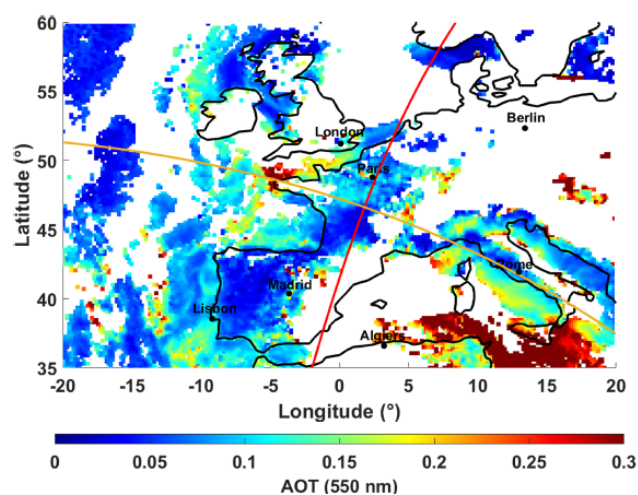 60
55
London
Berlin
50
Paris
Latitude (°)
45
Rome
Madrid
40
Lisbon
Algiers
35
-20 -15 -10 -5 0 5 10 15 20
Longitude (°)
0 0.05 0.1 0.15 0.2 0.25 0.3
AOT (550 nm)